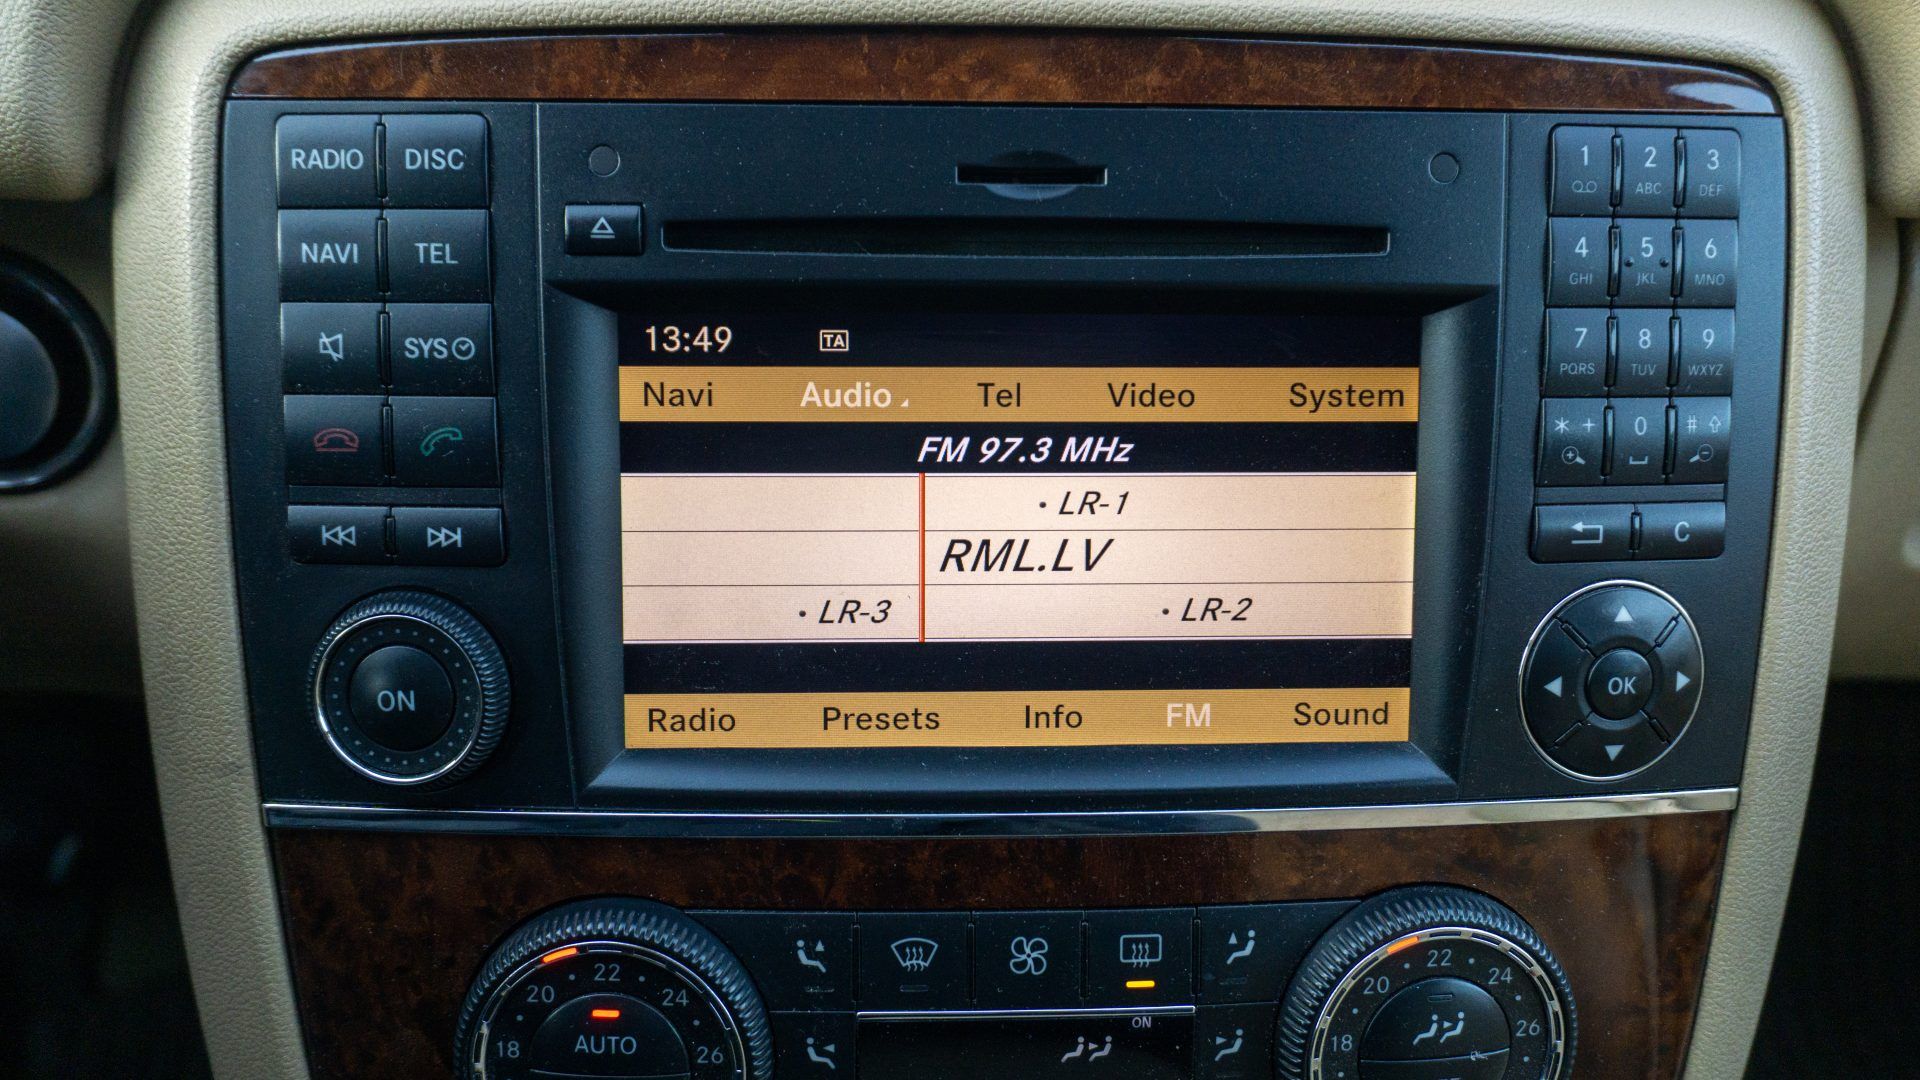 RADIO DISC
NAVI TEL
SYS
ON
13:49 TA
Navi Audio Tel Video System
FM 97.3 MHz
• LR-1
RML.LV
• LR-3 • LR-2
Radio Presets Info FM Sound
1 2 ABC 3 DEF
4 GHI 5 JKL 6 MNO
7 PQRS 8 TUV 9 WXYZ
* + 0 #
C
OK
18 20 22 24 26
AUTO
ON
18 20 22 24 26